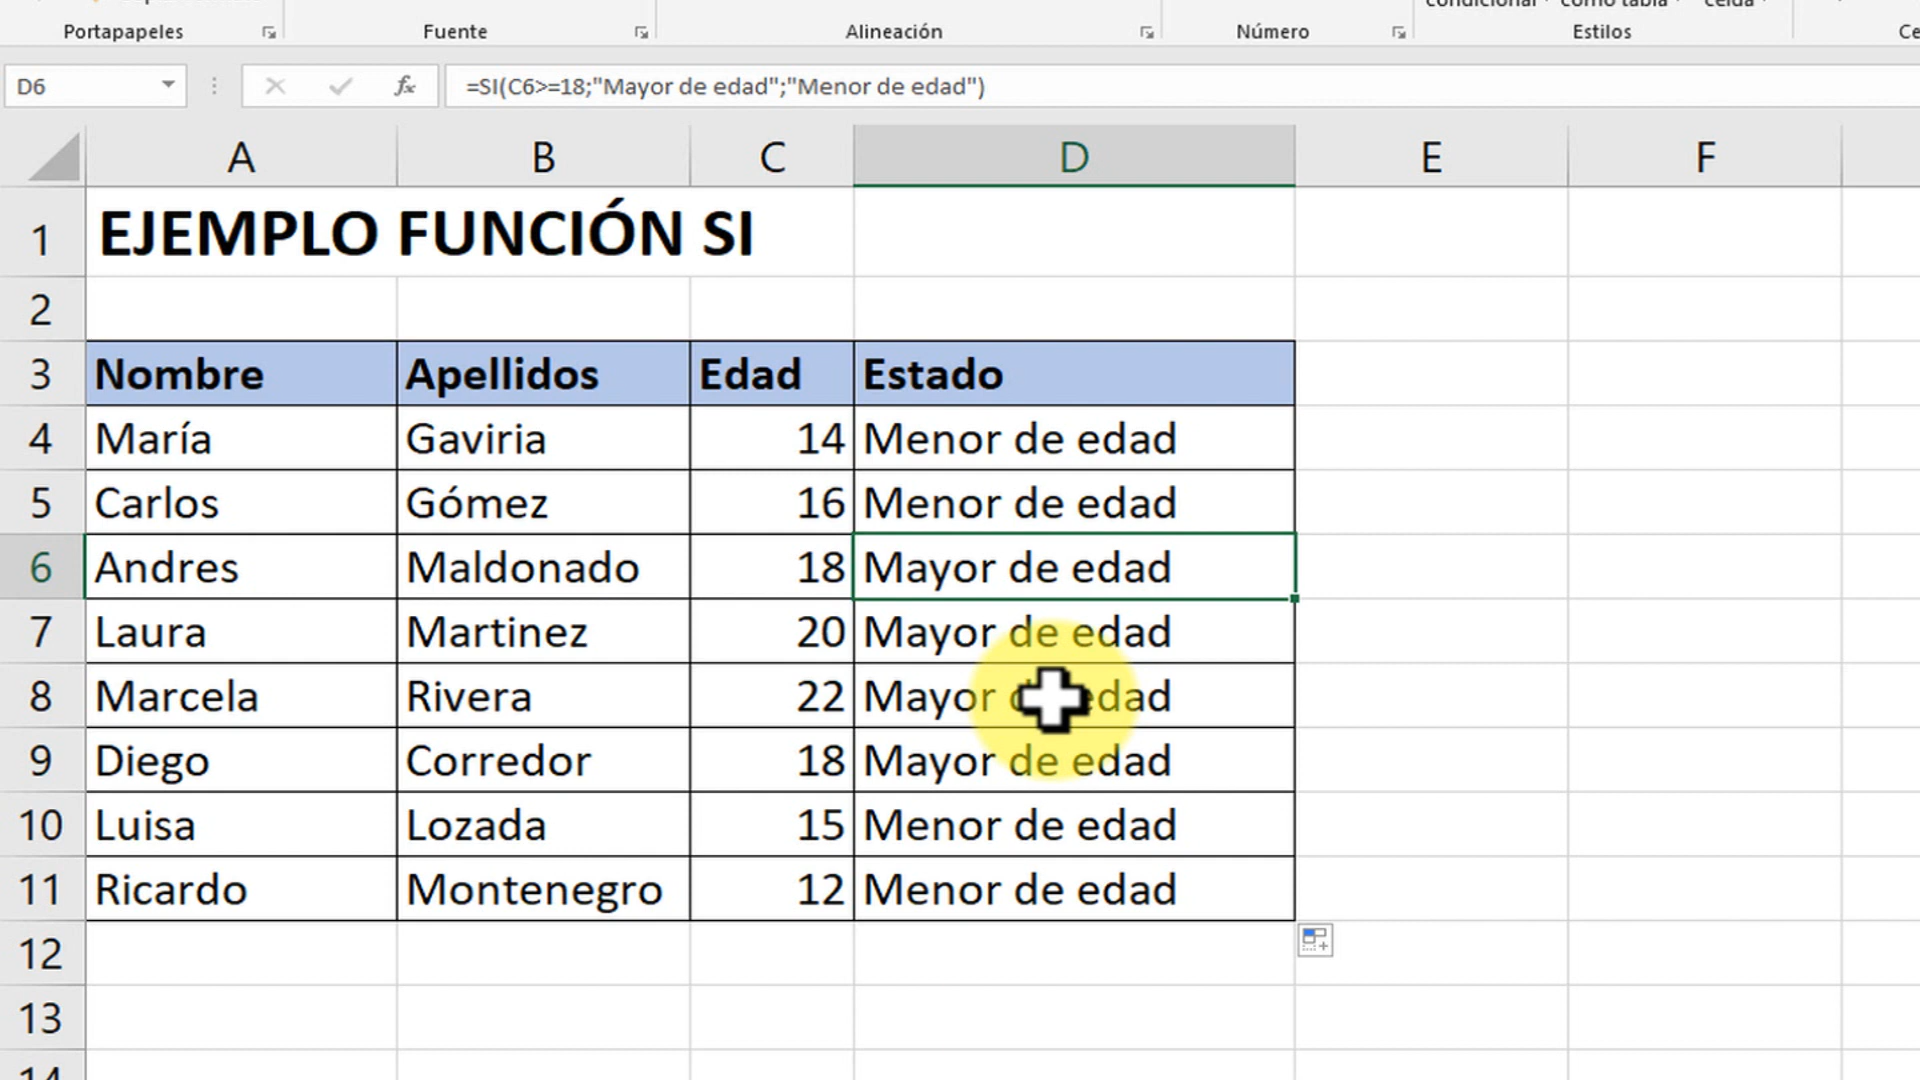 condicional como tabla celda
Portapapeles Fuente Alineación Número Estilos
D6 fx =SI(C6>=18;"Mayor de edad";"Menor de edad")
A B C D E F
1 EJEMPLO FUNCIÓN SI
2
3 Nombre Apellidos Edad Estado
4 María Gaviria 14 Menor de edad
5 Carlos Gómez 16 Menor de edad
6 Andres Maldonado 18 Mayor de edad
7 Laura Martinez 20 Mayor de edad
8 Marcela Rivera 22 Mayor de edad
9 Diego Corredor 18 Mayor de edad
10 Luisa Lozada 15 Menor de edad
11 Ricardo Montenegro 12 Menor de edad
12
13
14